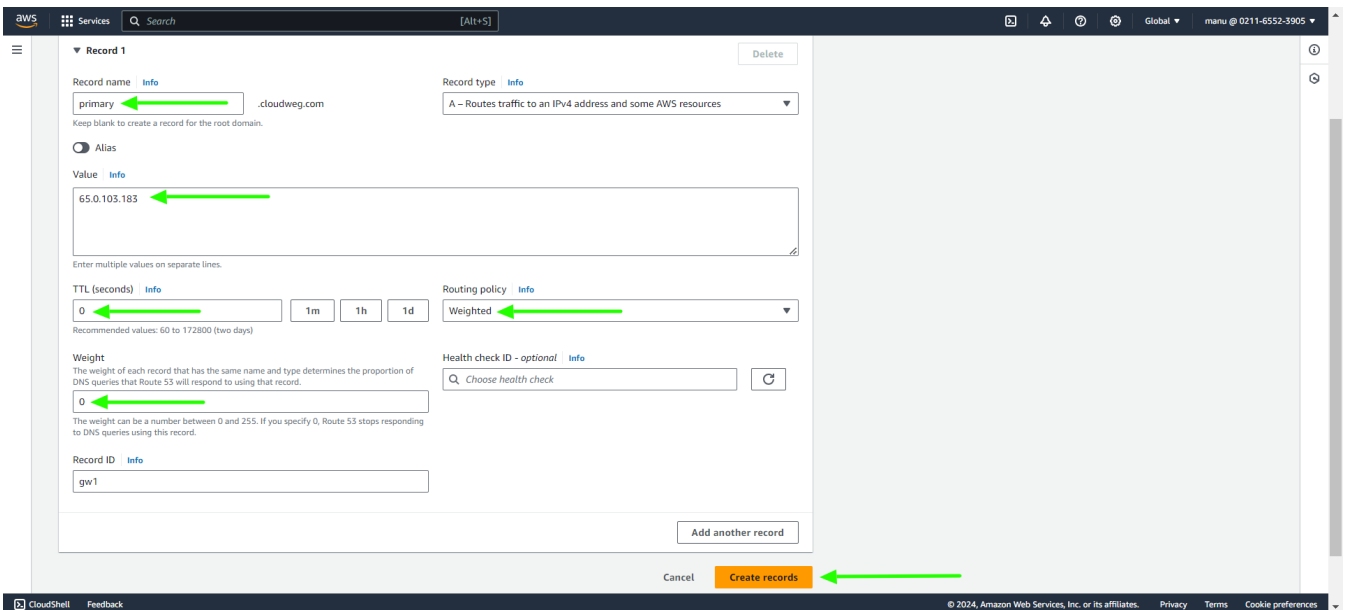 aws Services Search [Alt+S] Global manu @ 0211-6552-3905
Record 1 Delete
Record name Info Record type Info
primary .cloudweg.com A – Routes traffic to an IPv4 address and some AWS resources
Keep blank to create a record for the root domain.
Alias
Value Info
65.0.103.183
Enter multiple values on separate lines.
TTL (seconds) Info Routing policy Info
0 1m 1h 1d Weighted
Recommended values: 60 to 172800 (two days)
Weight Health check ID - optional Info
The weight of each record that has the same name and type determines the proportion of
DNS queries that Route 53 will respond to using that record.
Choose health check
0
The weight can be a number between 0 and 255. If you specify 0, Route 53 stops responding
to DNS queries using this record.
Record ID Info
gw1
Add another record
Cancel Create records
CloudShell Feedback © 2024, Amazon Web Services, Inc. or its affiliates. Privacy Terms Cookie preferences